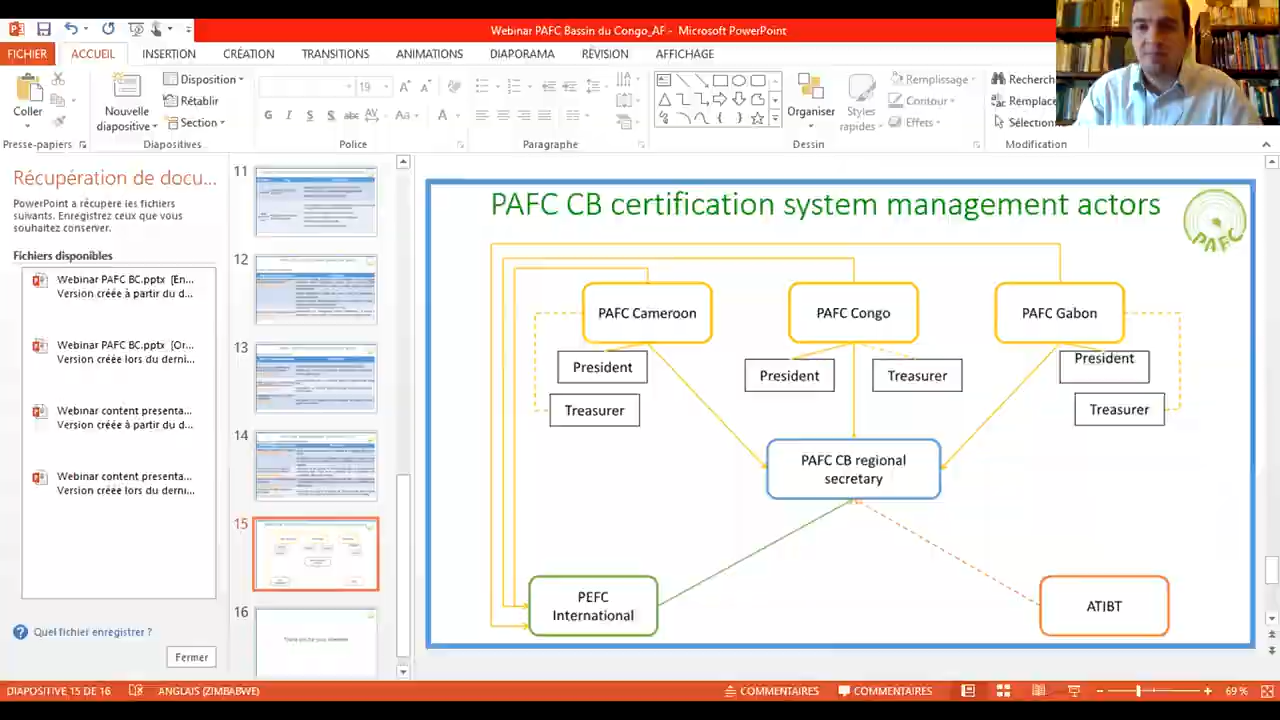 Webinar PAFC Bassin du Congo_AF - Microsoft PowerPoint
FICHIER ACCUEIL INSERTION CRÉATION TRANSITIONS ANIMATIONS DIAPORAMA RÉVISION AFFICHAGE
Coller
Nouvelle
diapositive
Disposition
Rétablir
Section
19
G I S S abc AV Aa A
Organiser
Styles
rapides
Remplissage
Contour
Effets
Recherch
Remplace
Sélection
Presse-papiers
Diapositives
Police
Paragraphe
Dessin
Modification
Récupération de docu...
PowerPoint a récupéré les fichiers
suivants. Enregistrez ceux que vous
souhaitez conserver.
Fichiers disponibles
Webinar PAFC BC.pptx [En...
Version créée à partir du d...
Webinar PAFC BC.pptx [Or...
Version créée lors du derni...
Webinar content presenta...
Version créée à partir du d...
Webinar content presenta...
Version créée lors du derni...
Quel fichier enregistrer ?
Fermer
11
12
13
14
15
16
PAFC CB certification system management actors
PAFC
PAFC Cameroon
PAFC Congo
PAFC Gabon
President
Treasurer
President
Treasurer
President
Treasurer
PAFC CB regional
secretary
PEFC
International
ATIBT
DIAPOSITIVE 15 DE 16 ANGLAIS (ZIMBABWE) COMMENTAIRES COMMENTAIRES 69 %